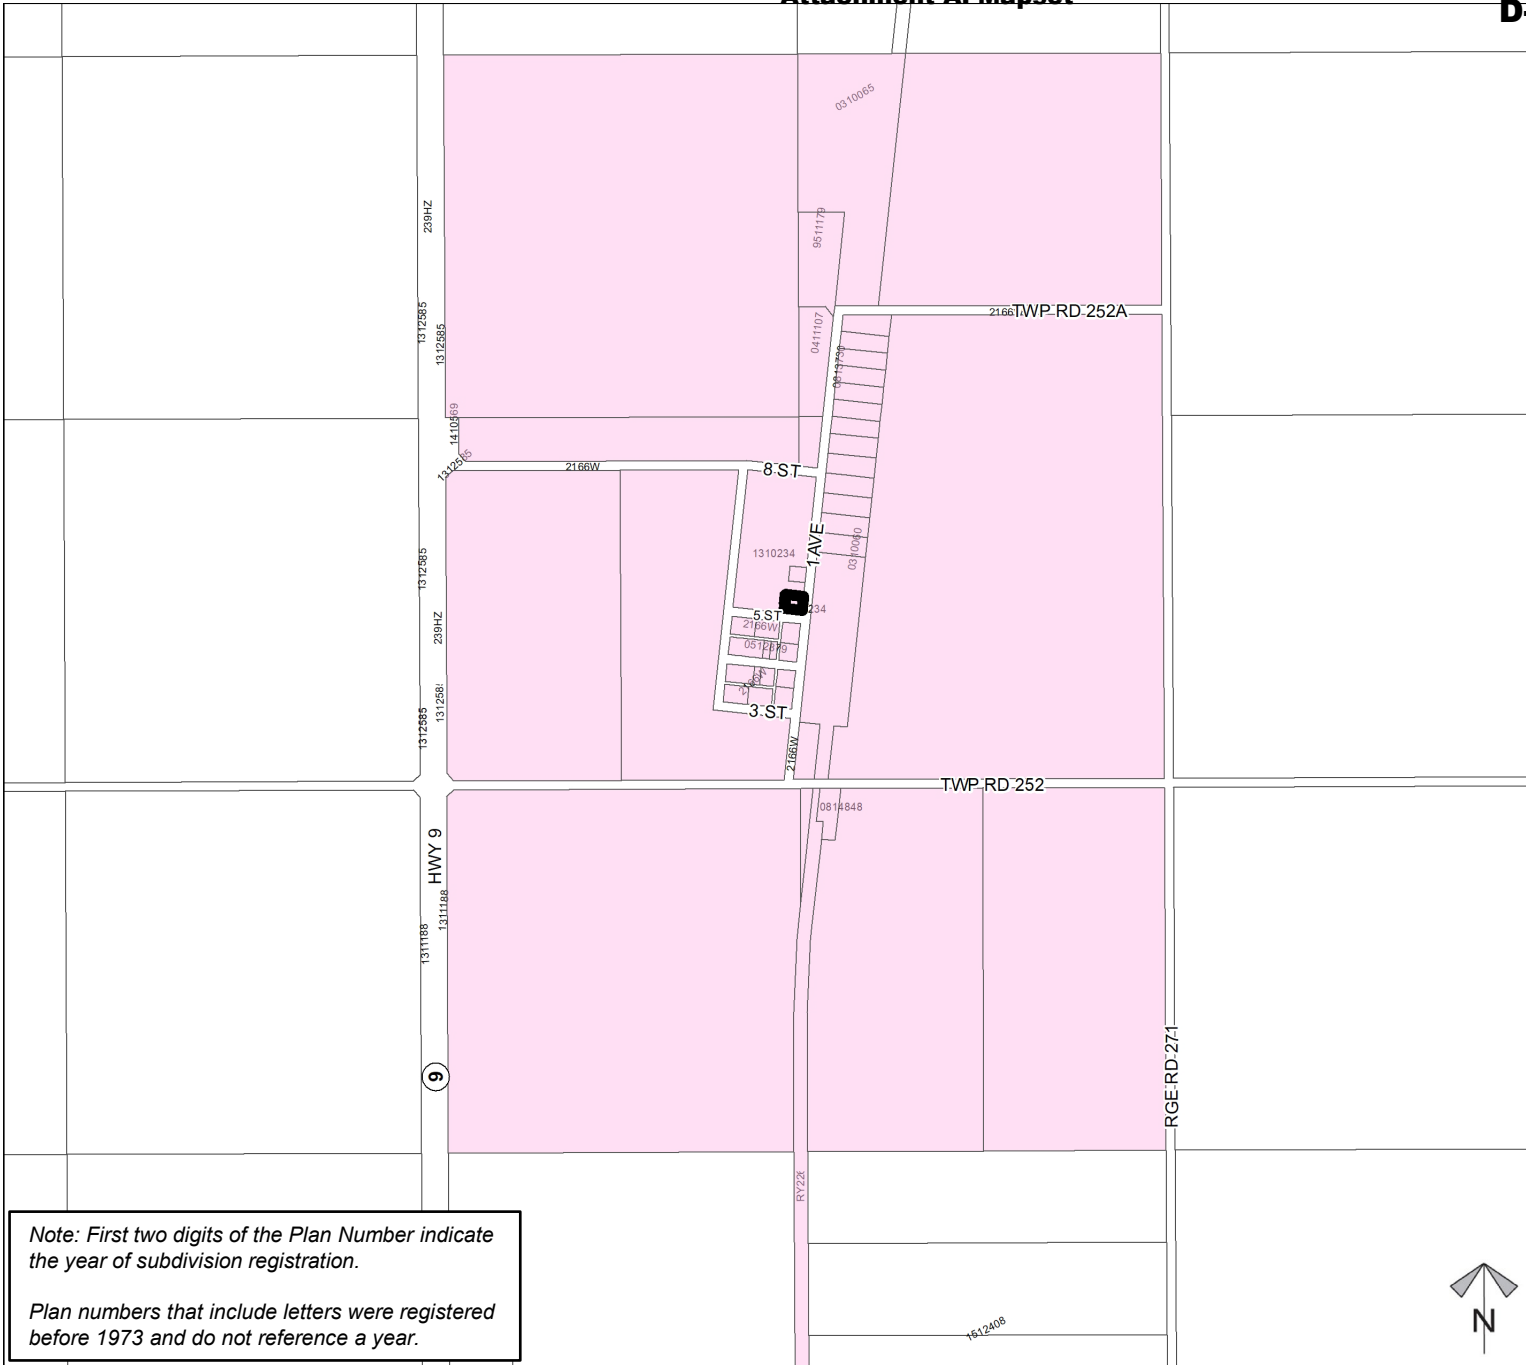 0310065
239HZ
9511179
1312585
1312585
0411107
2166
TWP RD 252A
0813730
1410569
1312585
2166W
8 ST
1 AVE
1310234
0310060
1312585
234
5 ST
2166W
239HZ
0512879
2166W
1312585
3 ST
2166W
TWP RD 252
0814848
HWY 9
1311188
1311188
9
RGE RD 271
Note: First two digits of the Plan Number indicate
the year of subdivision registration.
Plan numbers that include letters were registered
before 1973 and do not reference a year.
1512408
N